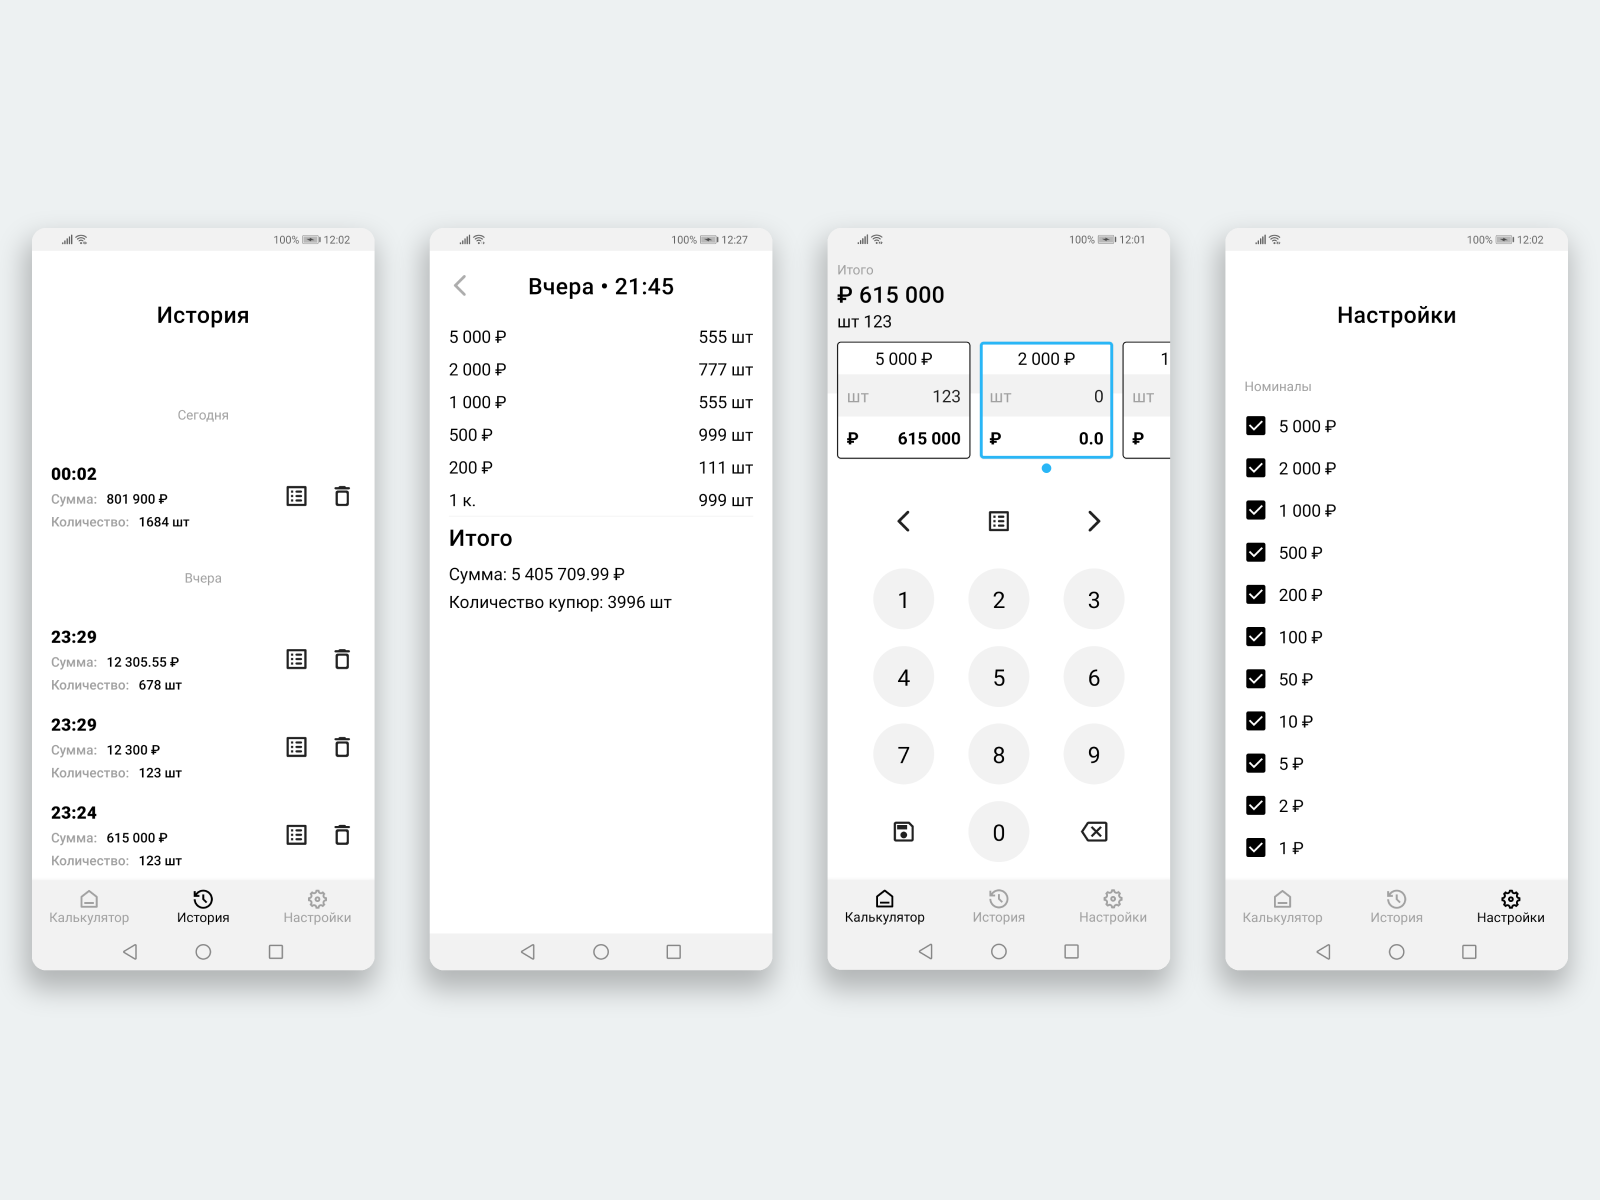 100% 12:02
История
Сегодня
00:02
Сумма: 801 900 ₽
Количество: 1684 шт
Вчера
23:29
Сумма: 12 305.55 ₽
Количество: 678 шт
23:29
Сумма: 12 300 ₽
Количество: 123 шт
23:24
Сумма: 615 000 ₽
Количество: 123 шт
Калькулятор История Настройки
100% 12:27
Вчера • 21:45
5 000 ₽ 555 шт
2 000 ₽ 777 шт
1 000 ₽ 555 шт
500 ₽ 999 шт
200 ₽ 111 шт
1 к. 999 шт
Итого
Сумма: 5 405 709.99 ₽
Количество купюр: 3996 шт
100% 12:01
Итого
₽ 615 000
шт 123
5 000 ₽ 2 000 ₽ 1
шт 123 шт 0 шт
₽ 615 000 ₽ 0.0 ₽
1 2 3
4 5 6
7 8 9
0
Калькулятор История Настройки
100% 12:02
Настройки
Номиналы
5 000 ₽
2 000 ₽
1 000 ₽
500 ₽
200 ₽
100 ₽
50 ₽
10 ₽
5 ₽
2 ₽
1 ₽
Калькулятор История Настройки